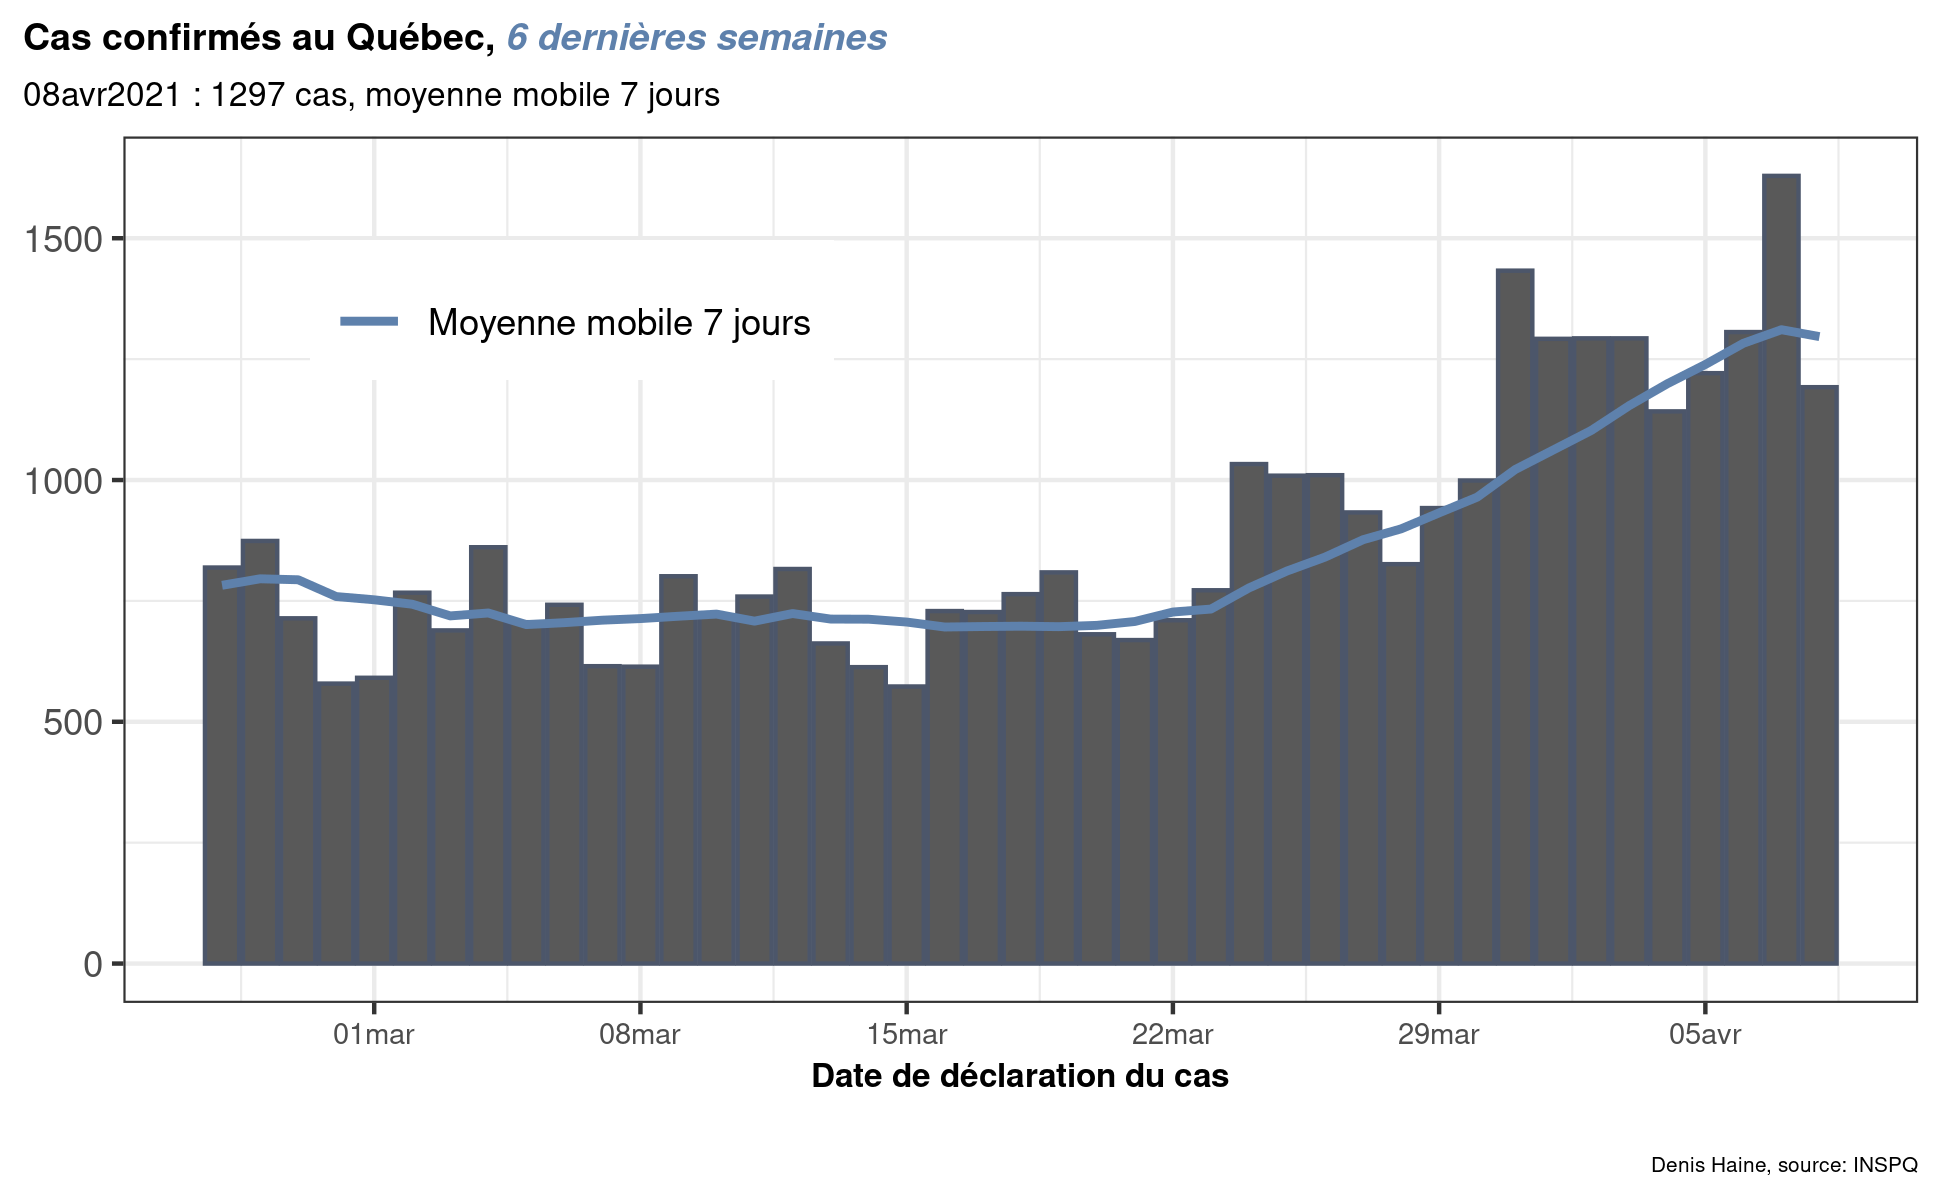 Cas confirmés au Québec, 6 dernières semaines
08avr2021 : 1297 cas, moyenne mobile 7 jours
1500
Moyenne mobile 7 jours
1000
500
0
01mar 08mar 15mar 22mar 29mar 05avr
Date de déclaration du cas
Denis Haine, source: INSPQ